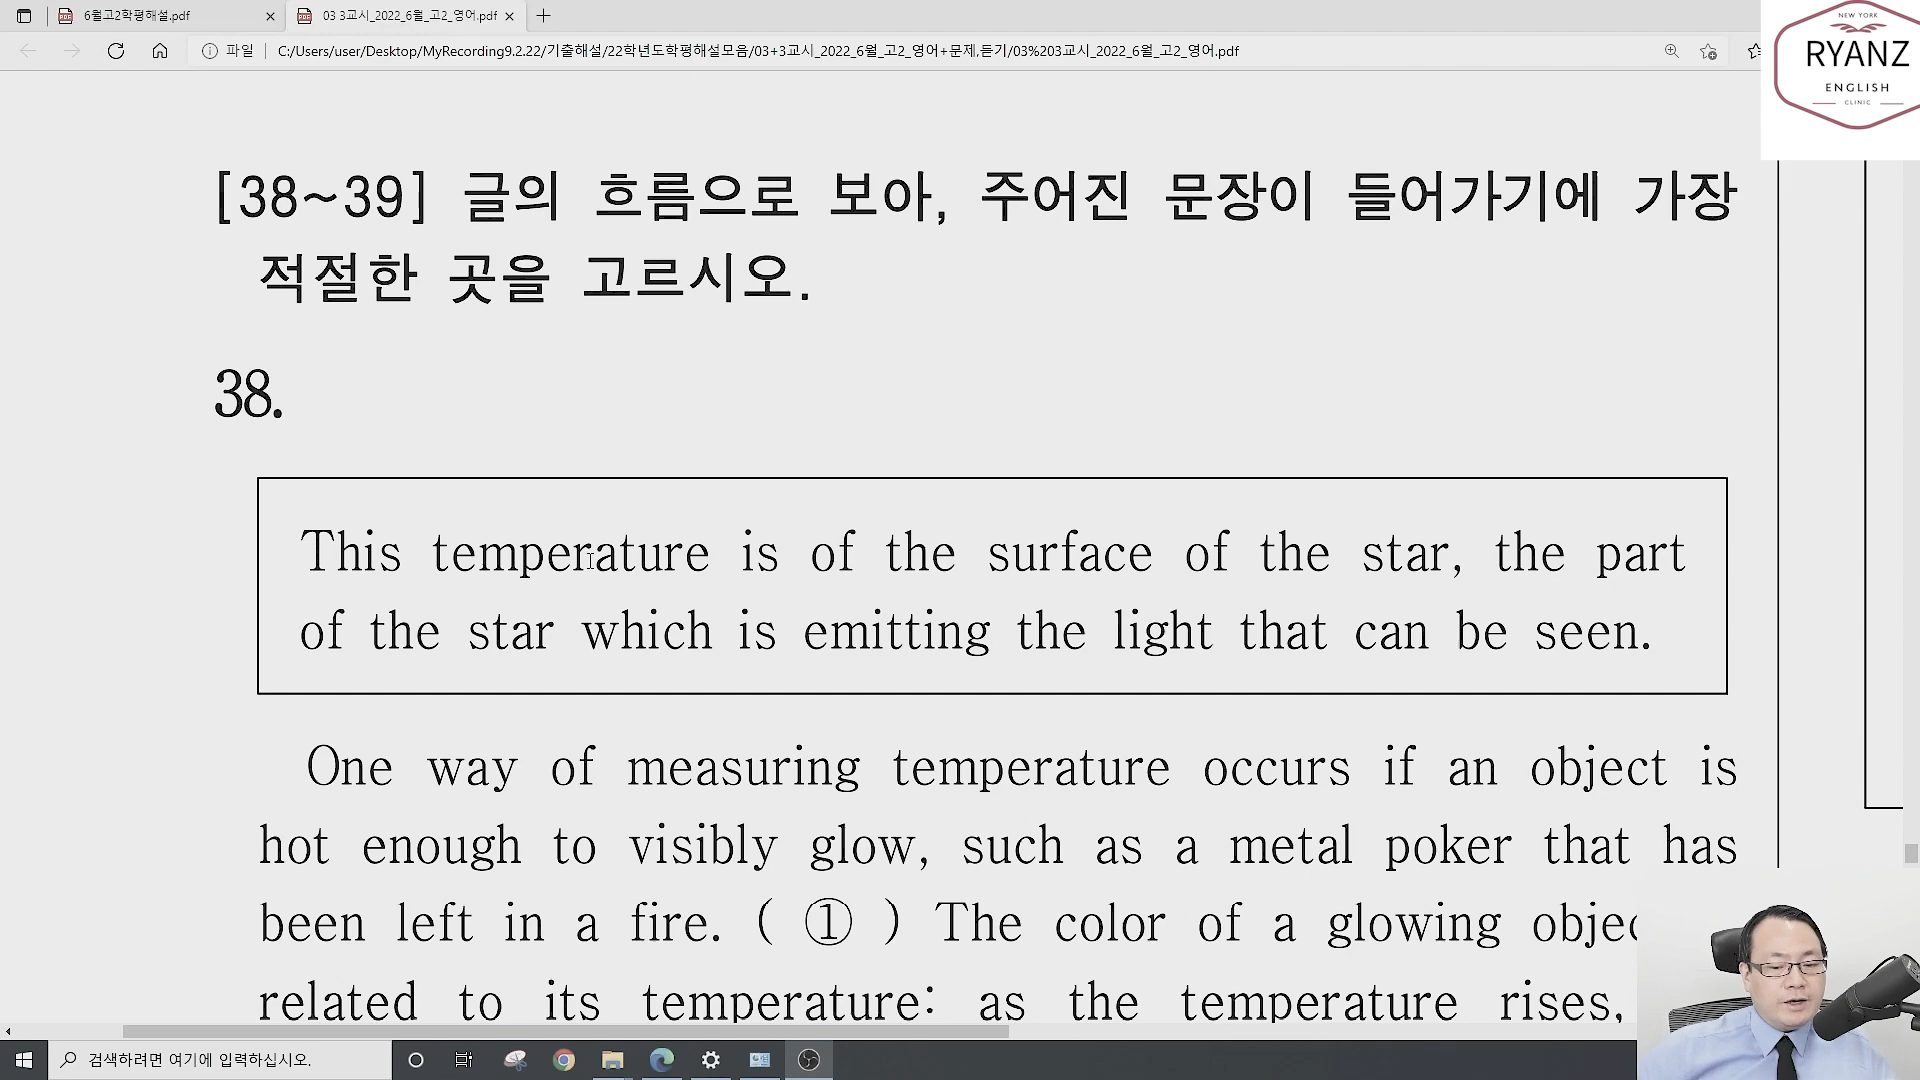 6월고2학평해설.pdf
03 3교시_2022_6월_고2_영어.pdf
파일
C:/Users/user/Desktop/MyRecording9.2.22/기출해설/22학년도학평해설모음/03+3교시_2022_6월_고2_영어+문제,듣기/03%203교시_2022_6월_고2_영어.pdf
NEW YORK
RYANZ
ENGLISH
CLINIC
[38~39] 글의 흐름으로 보아, 주어진 문장이 들어가기에 가장
적절한 곳을 고르시오.
38.
This temperature is of the surface of the star, the part
of the star which is emitting the light that can be seen.
One way of measuring temperature occurs if an object is
hot enough to visibly glow, such as a metal poker that has
been left in a fire. ( ① ) The color of a glowing objec
related to its temperature: as the temperature rises,
검색하려면 여기에 입력하십시오.